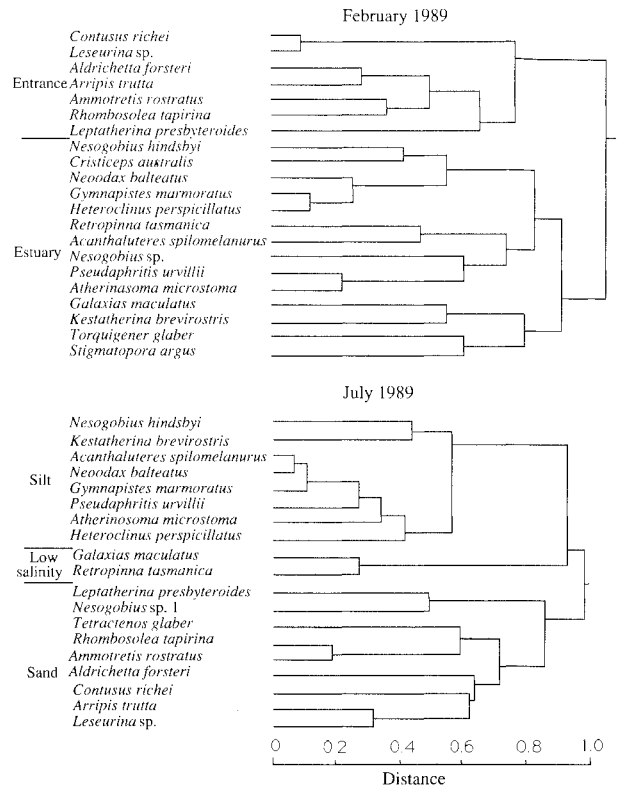 February 1989
Contusus richei
Leseurina sp.
Aldrichetta forsteri
Entrance Arripis trutta
Ammotretis rostratus
Rhombosolea tapirina
Leptatherina presbyteroides
Nesogobius hindsbyi
Cristiceps australis
Neoodax balteatus
Gymnapistes marmoratus
Heteroclinus perspicillatus
Retropinna tasmanica
Acanthaluteres spilomelanurus
Estuary Nesogobius sp.
Pseudaphritis urvillii
Atherinasoma microstoma
Galaxias maculatus
Kestatherina brevirostris
Torquigener glaber
Stigmatopora argus
July 1989
Nesogobius hindsbyi
Kestatherina brevirostris
Acanthaluteres spilomelanurus
Neoodax balteatus
Silt Gymnapistes marmoratus
Pseudaphritis urvillii
Atherinosoma microstoma
Heteroclinus perspicillatus
Low Galaxias maculatus
salinity Retropinna tasmanica
Leptatherina presbyteroides
Nesogobius sp. 1
Tetractenos glaber
Rhombosolea tapirina
Ammotretis rostratus
Sand Aldrichetta forsteri
Contusus richei
Arripis trutta
Leseurina sp.
0 0.2 0.4 0.6 0.8 1.0
Distance